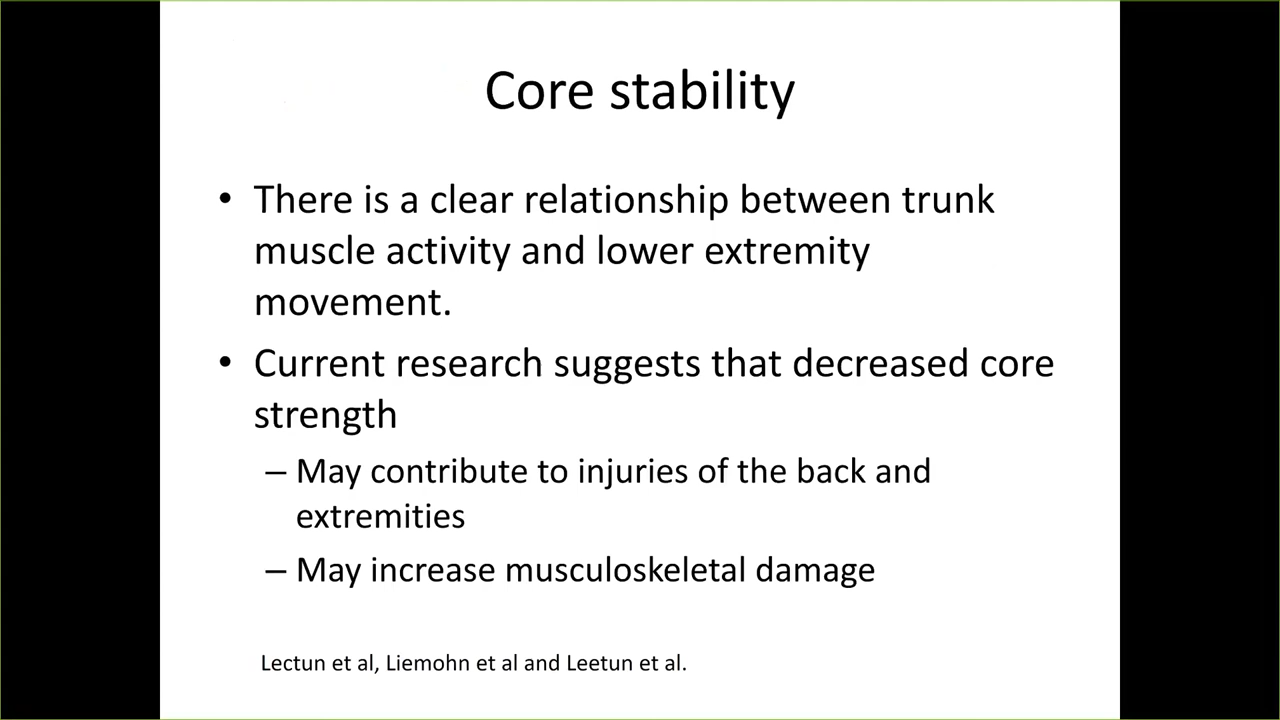 Core stability
• There is a clear relationship between trunk
muscle activity and lower extremity
movement.
• Current research suggests that decreased core
strength
– May contribute to injuries of the back and
extremities
– May increase musculoskeletal damage
Lectun et al, Liemohn et al and Leetun et al.